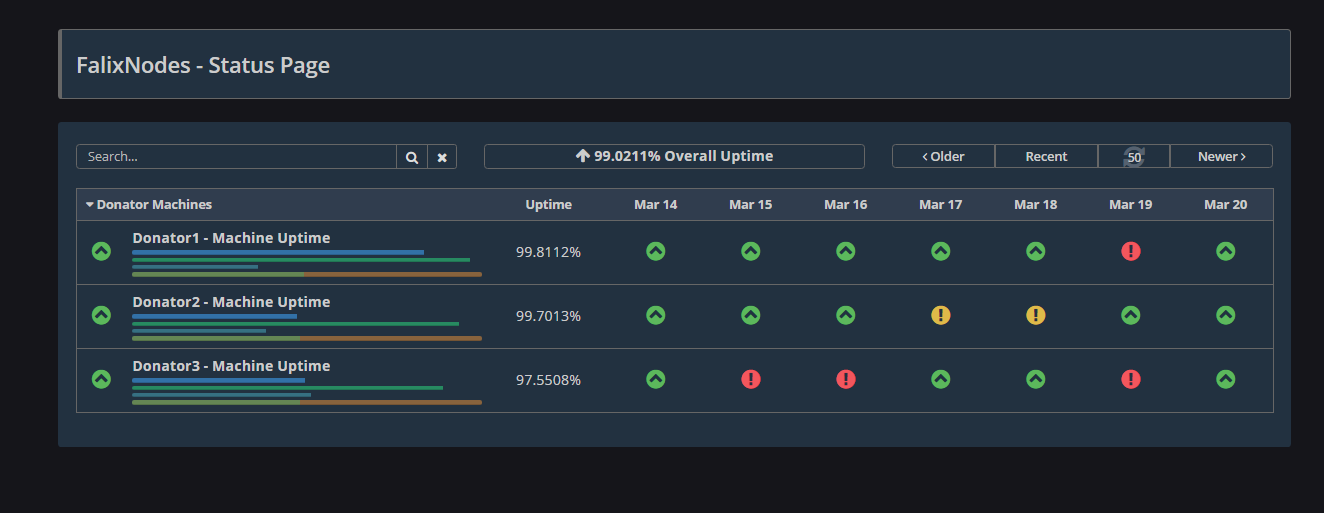 FalixNodes - Status Page
Search...
99.0211% Overall Uptime
Older
Recent
50
Newer
Donator Machines Uptime Mar 14 Mar 15 Mar 16 Mar 17 Mar 18 Mar 19 Mar 20
Donator1 - Machine Uptime
99.8112%
Donator2 - Machine Uptime
99.7013%
Donator3 - Machine Uptime
97.5508%